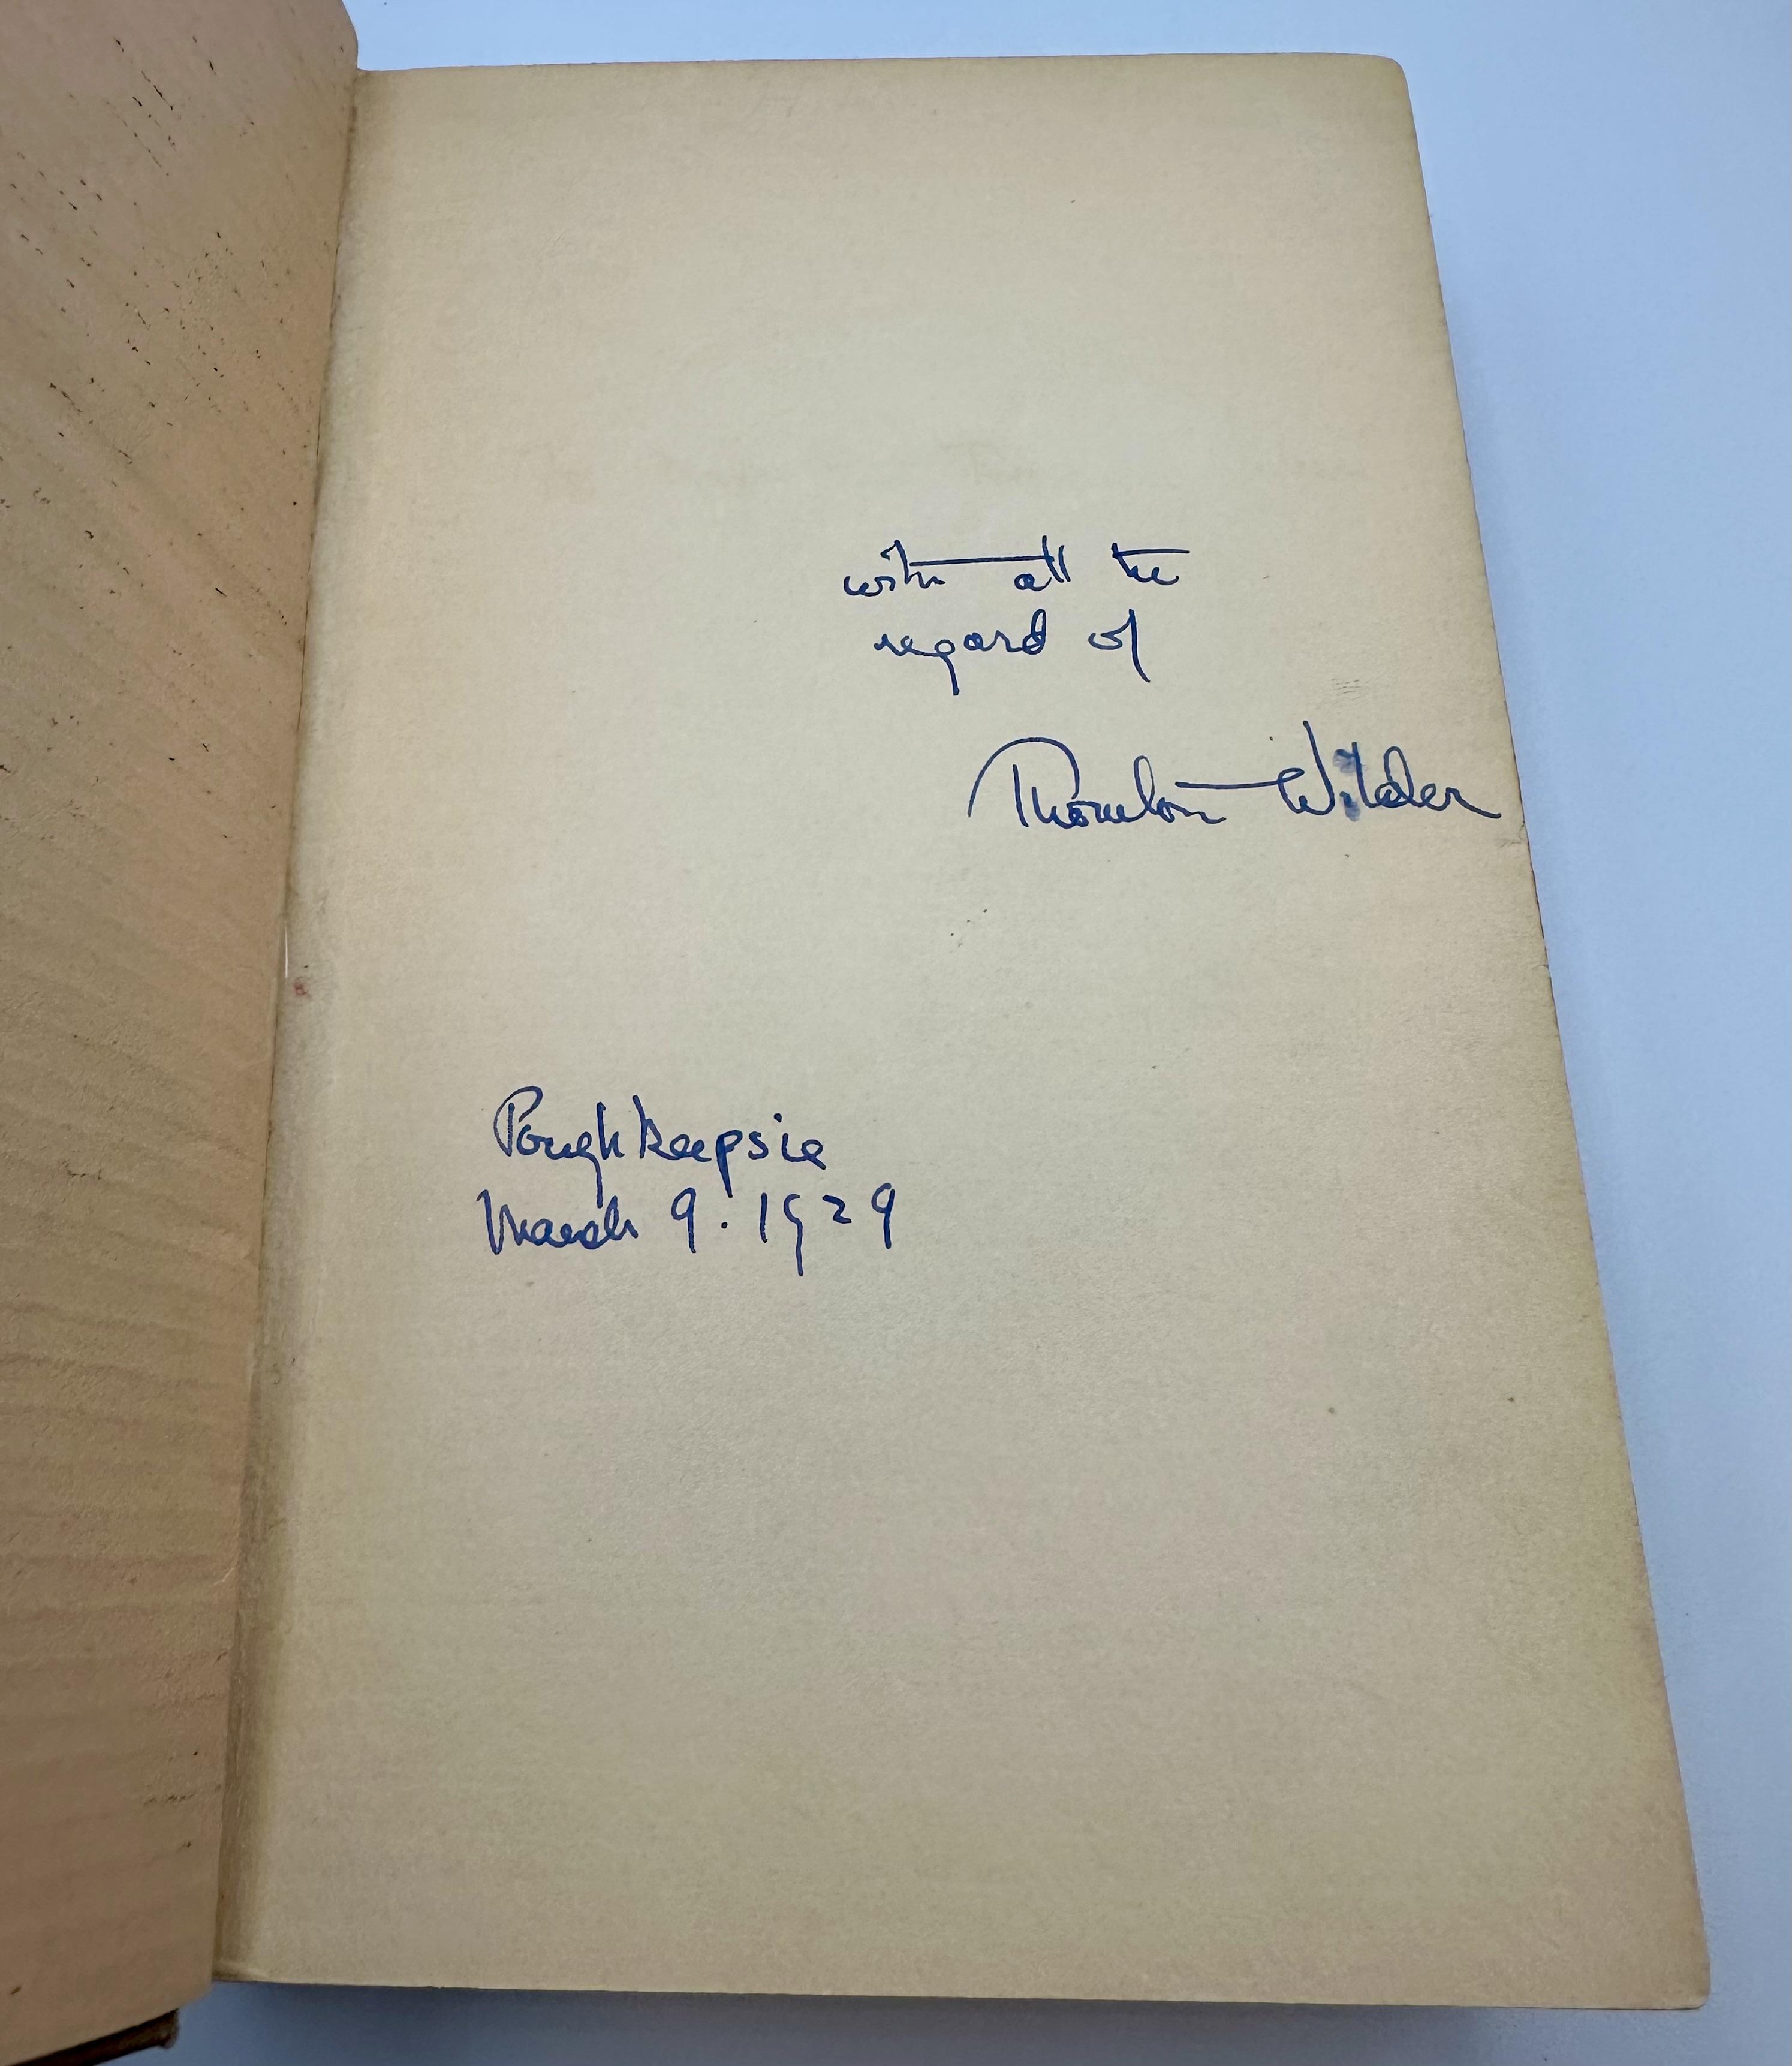 with all the
regard of
Thornton Wilder
Poughkeepsie
March 9. 1929